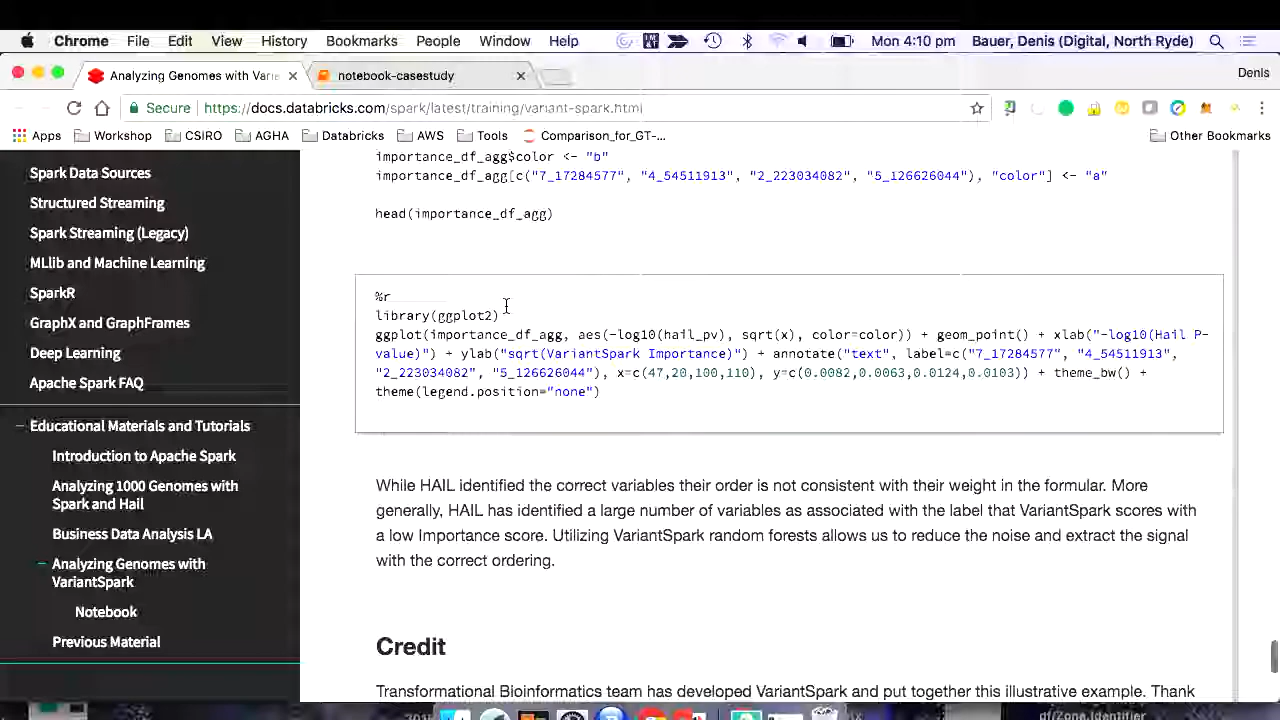 Chrome File Edit View History Bookmarks People Window Help Mon 4:10 pm Bauer, Denis (Digital, North Ryde)
Analyzing Genomes with Varia notebook-casestudy Denis
Secure https://docs.databricks.com/spark/latest/training/variant-spark.html
Apps Workshop CSIRO AGHA Databricks AWS Tools Comparison_for_GT-... Other Bookmarks
Spark Data Sources
Structured Streaming
Spark Streaming (Legacy)
MLlib and Machine Learning
SparkR
GraphX and GraphFrames
Deep Learning
Apache Spark FAQ
Educational Materials and Tutorials
Introduction to Apache Spark
Analyzing 1000 Genomes with
Spark and Hail
Business Data Analysis LA
Analyzing Genomes with
VariantSpark
Notebook
Previous Material
importance_df_agg$color <- "b"
importance_df_agg[c("7_17284577", "4_54511913", "2_223034082", "5_126626044"), "color"] <- "a"
head(importance_df_agg)
%r
library(ggplot2)
ggplot(importance_df_agg, aes(-log10(hail_pv), sqrt(x), color=color)) + geom_point() + xlab("-log10(Hail P-
value)") + ylab("sqrt(VariantSpark Importance)") + annotate("text", label=c("7_17284577", "4_54511913",
"2_223034082", "5_126626044"), x=c(47,20,100,110), y=c(0.0082,0.0063,0.0124,0.0103)) + theme_bw() +
theme(legend.position="none")
While HAIL identified the correct variables their order is not consistent with their weight in the formular. More
generally, HAIL has identified a large number of variables as associated with the label that VariantSpark scores with
a low Importance score. Utilizing VariantSpark random forests allows us to reduce the noise and extract the signal
with the correct ordering.
Credit
Transformational Bioinformatics team has developed VariantSpark and put together this illustrative example. Thank
df/Zone.Identifier